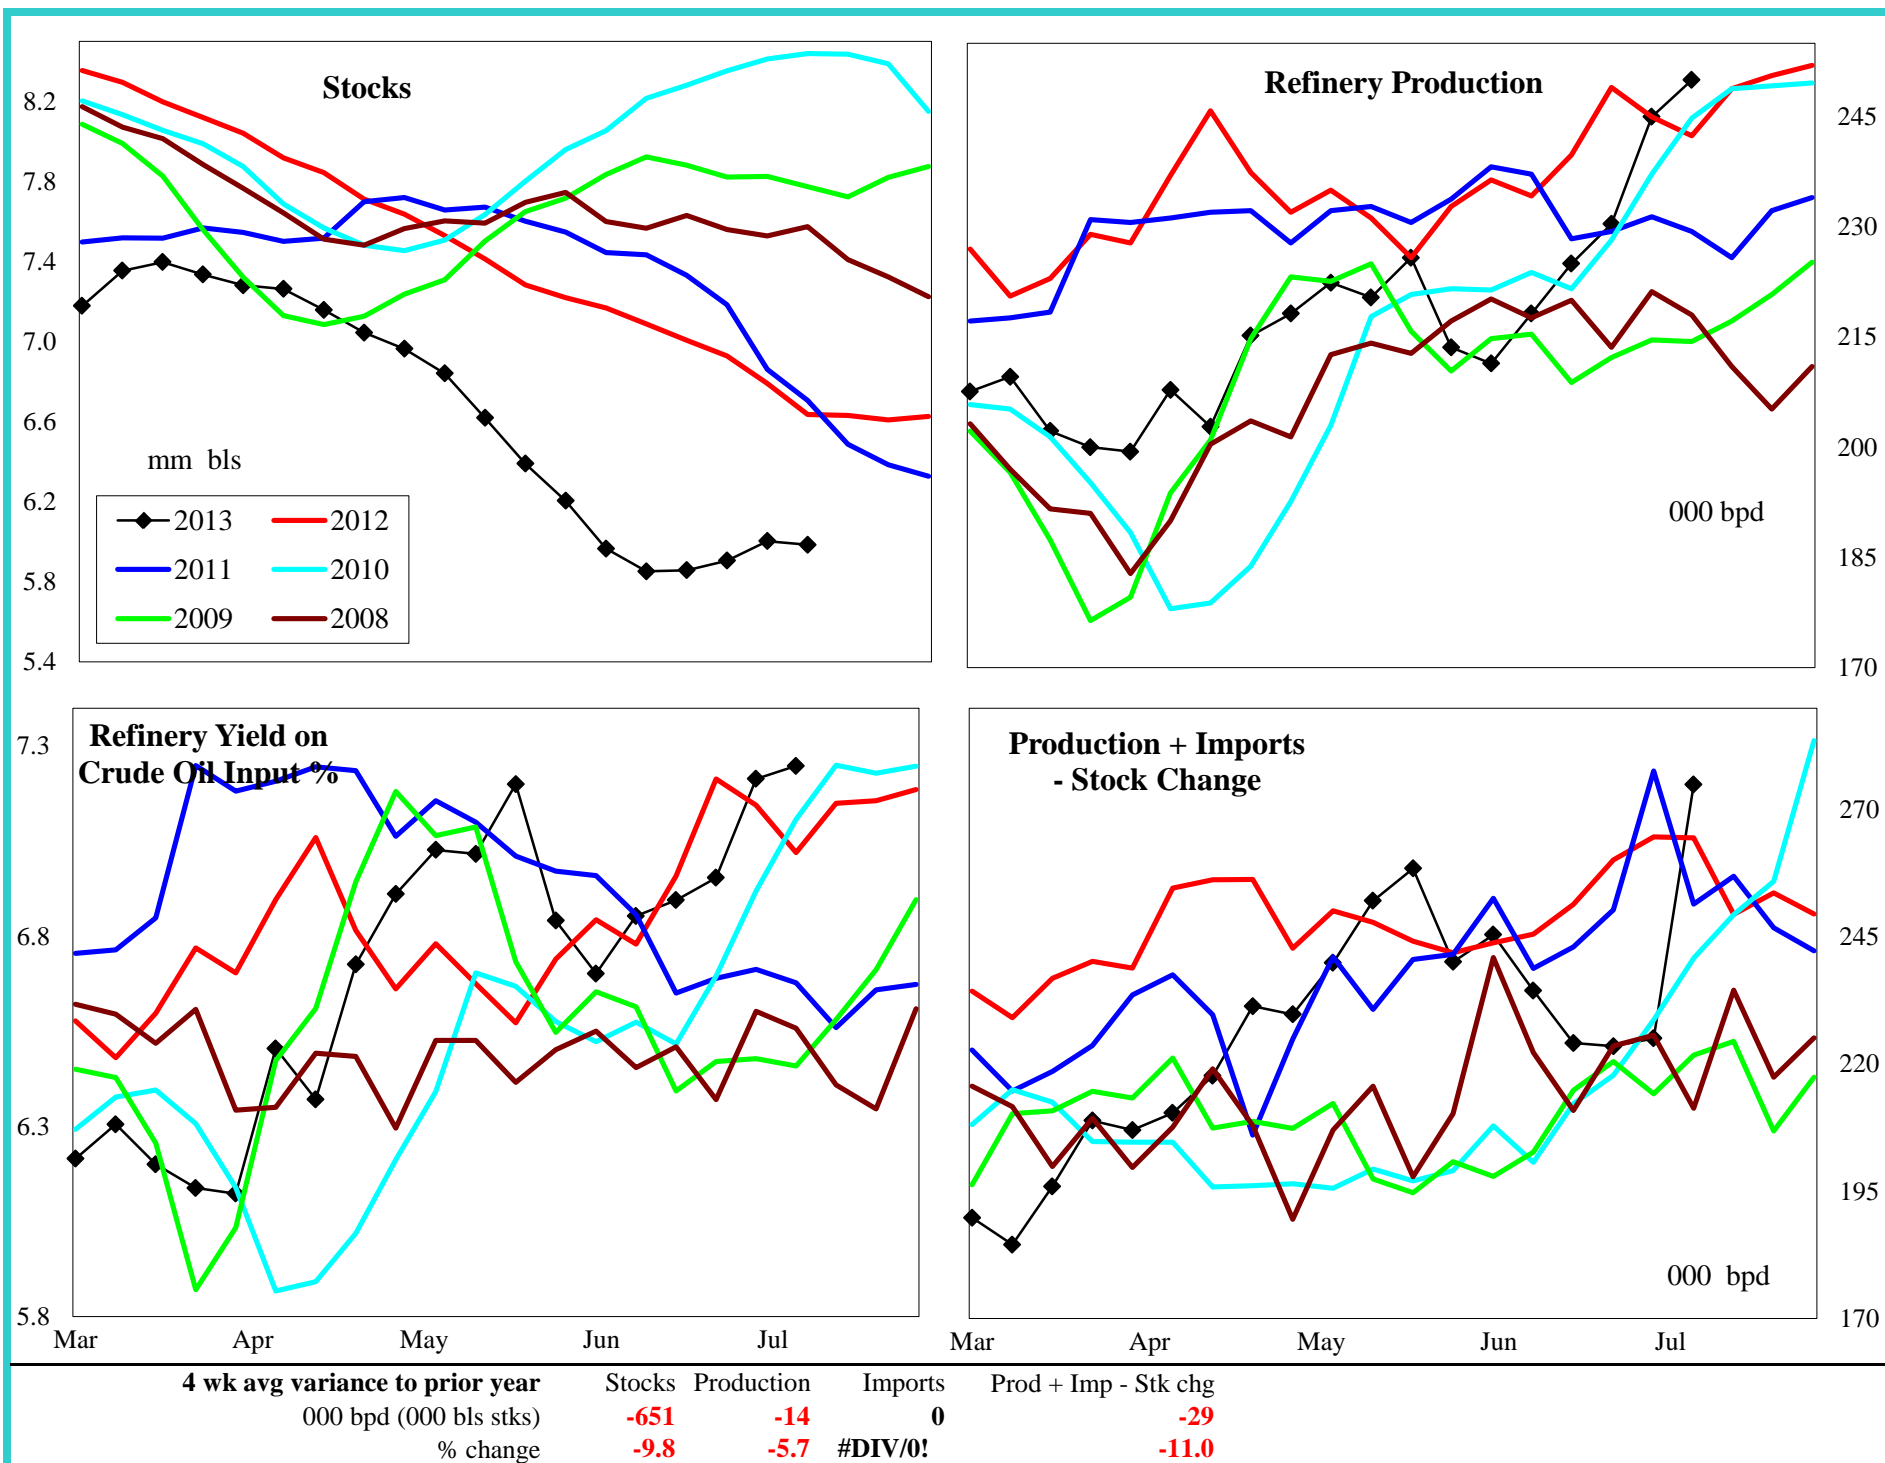 Stocks
8.2
7.8
7.4
7.0
6.6
6.2
5.8
5.4
mm bls
2013 2012
2011 2010
2009 2008
Refinery Production
245
230
215
200
185
170
000 bpd
Refinery Yield on
Crude Oil Input %
7.3
6.8
6.3
5.8
Mar Apr May Jun Jul
Production + Imports
- Stock Change
270
245
220
195
170
000 bpd
Mar Apr May Jun Jul
4 wk avg variance to prior year Stocks Production Imports Prod + Imp - Stk chg
000 bpd (000 bls stks) -651 -14 0 -29
% change -9.8 -5.7 #DIV/0! -11.0